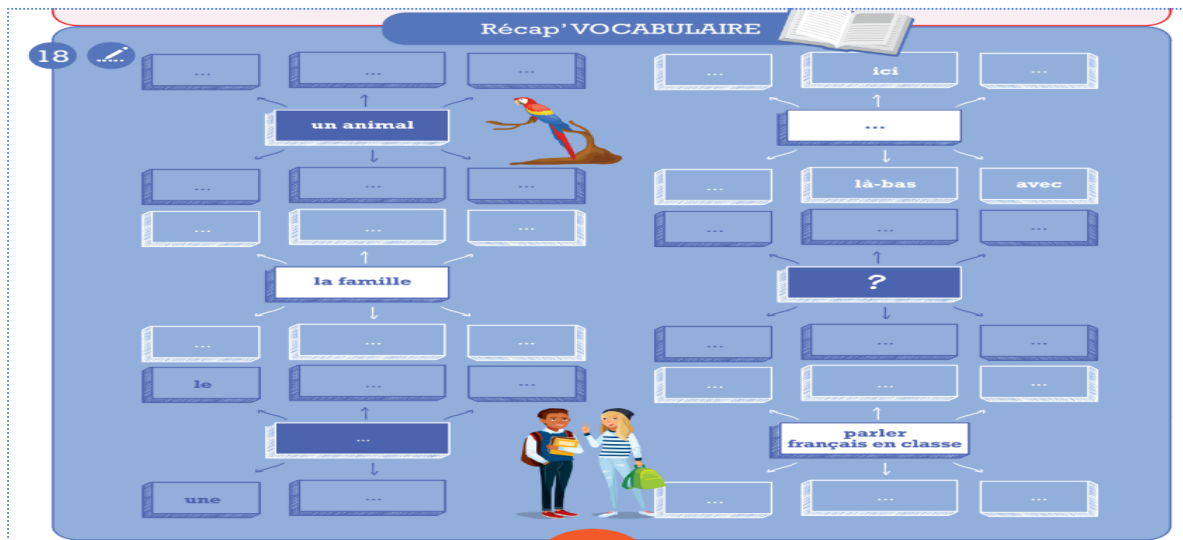 Récap' VOCABULAIRE
18
... ... ...
un animal
... ... ...
... ici ...
...
... là-bas avec
... ... ...
la famille
... ... ...
... ... ...
?
... ... ...
le ... ...
...
une ...
... ... ...
parler
français en classe
... ... ...